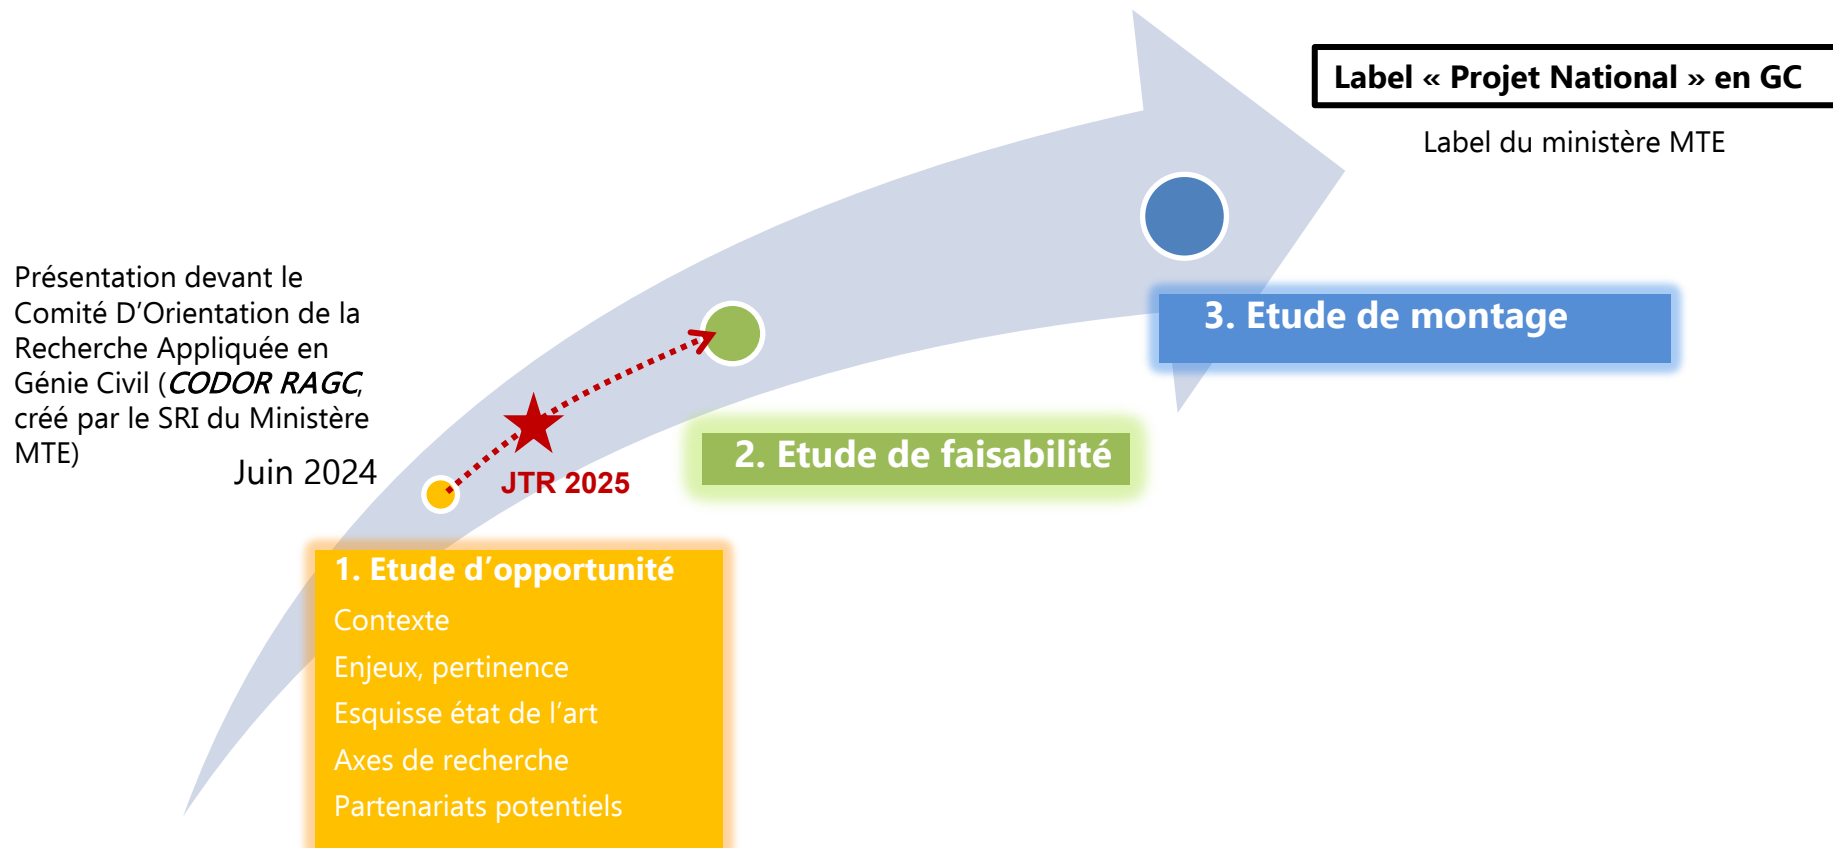 Label « Projet National » en GC
Label du ministère MTE
Présentation devant le
Comité D’Orientation de la
Recherche Appliquée en
Génie Civil (CODOR RAGC,
créé par le SRI du Ministère
MTE)
Juin 2024
JTR 2025
1. Etude d’opportunité
Contexte
Enjeux, pertinence
Esquisse état de l’art
Axes de recherche
Partenariats potentiels
2. Etude de faisabilité
3. Etude de montage